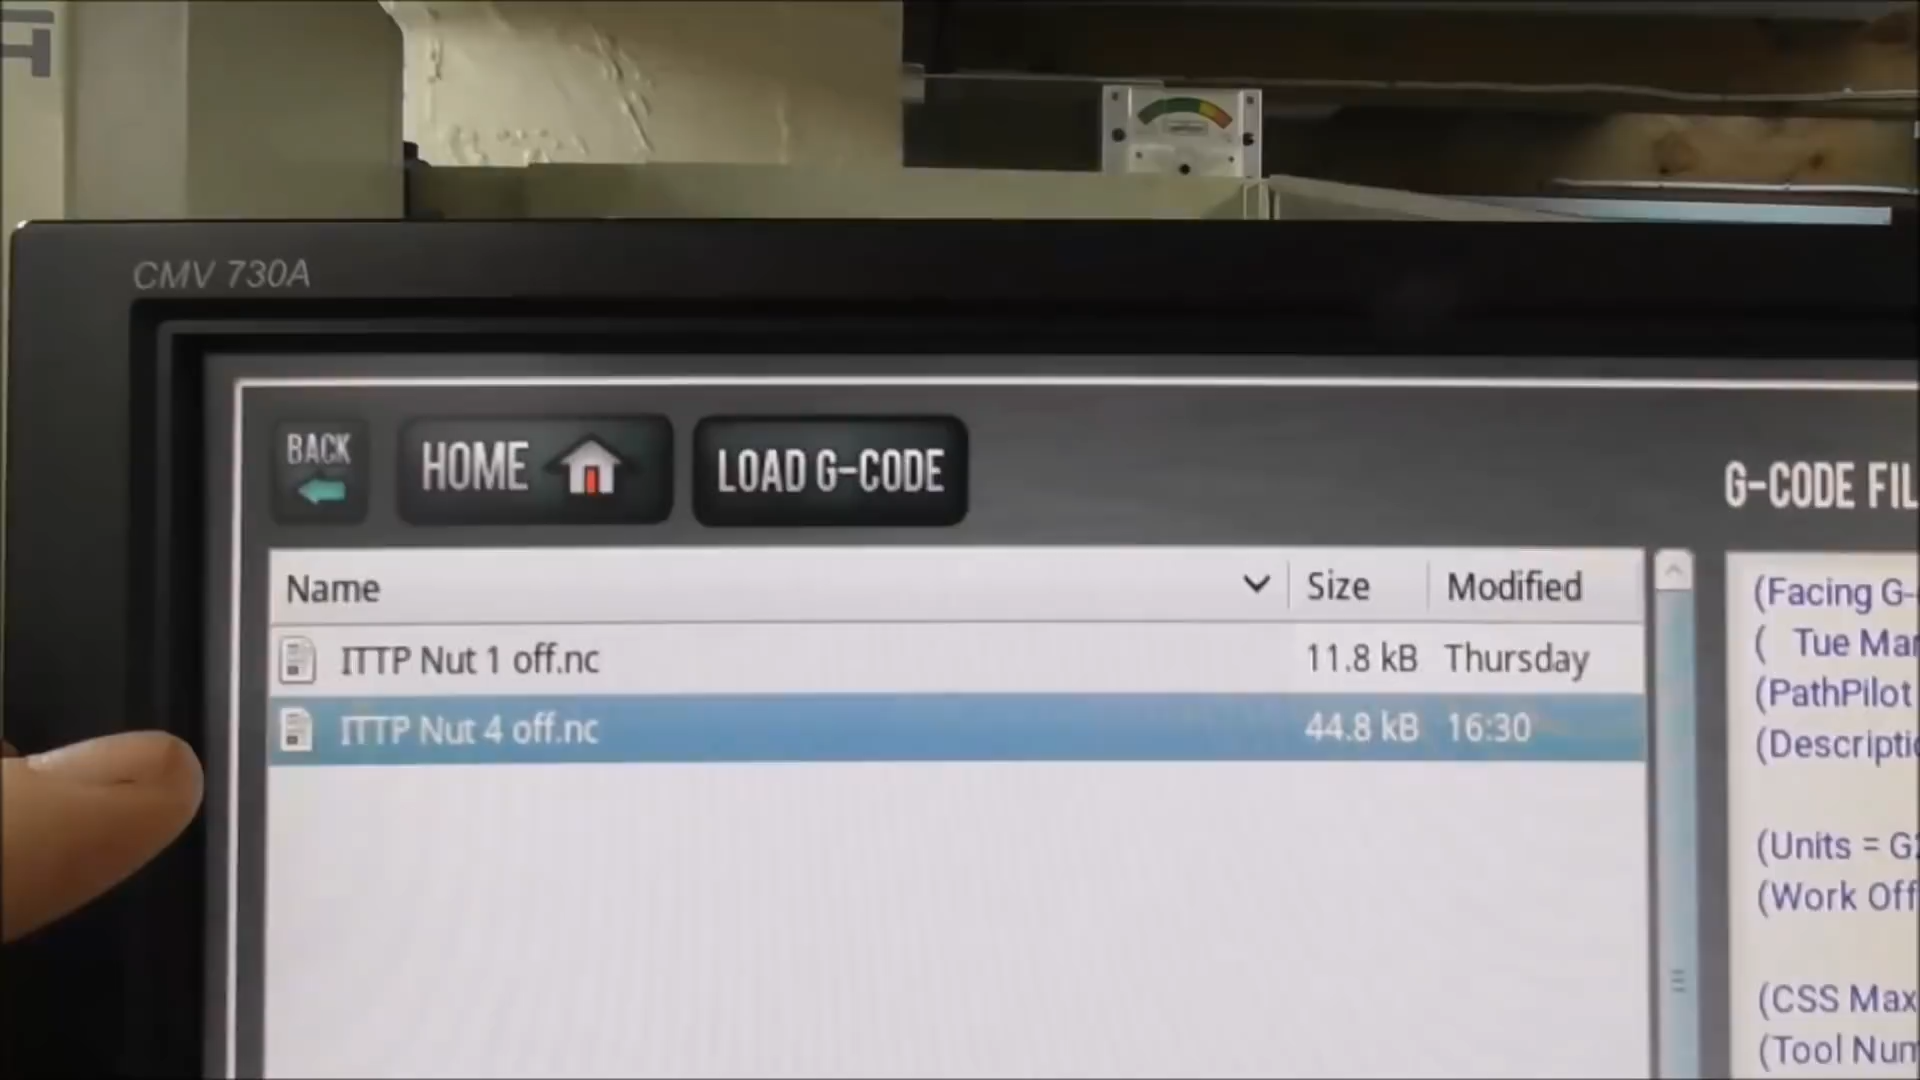 CMV 730A
BACK
HOME
LOAD G-CODE
G-CODE FIL
Name Size Modified
ITTP Nut 1 off.nc 11.8 kB Thursday
ITTP Nut 4 off.nc 44.8 kB 16:30
(Facing G-
( Tue Mar
(PathPilot
(Descriptio
(Units = G2
(Work Off
(CSS Max
(Tool Num